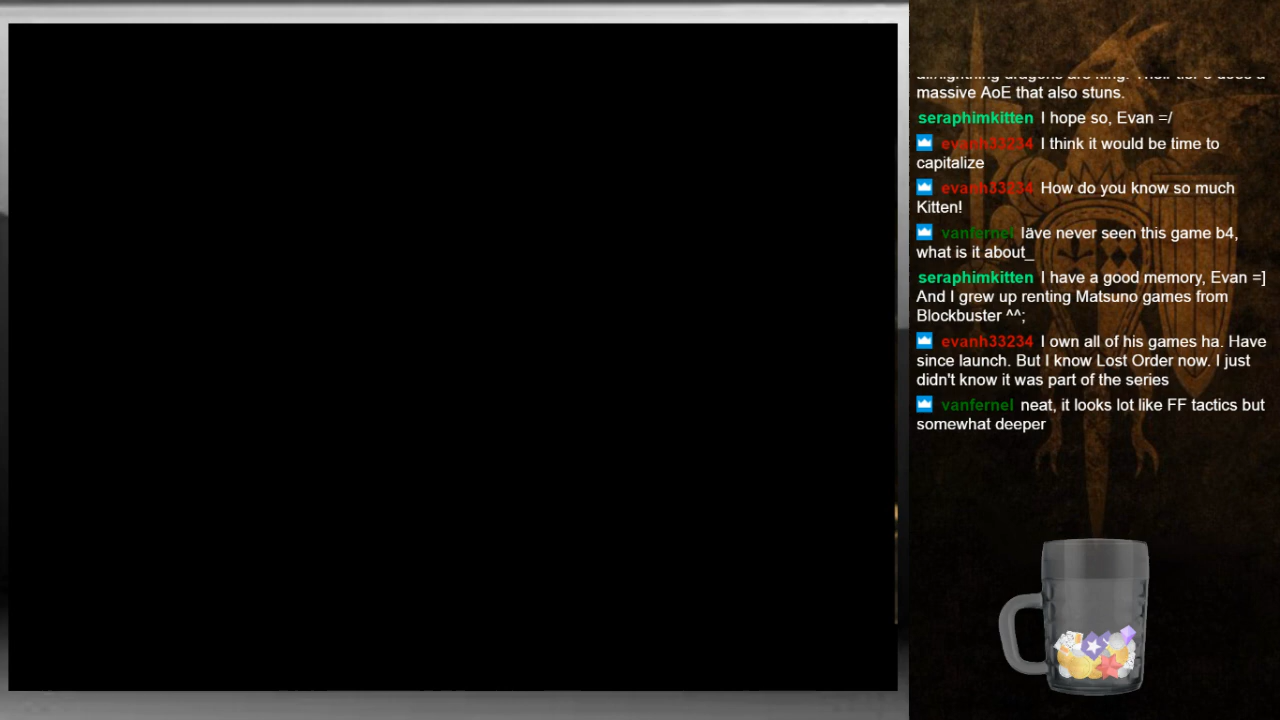 massive AoE that also stuns.
seraphimkitten I hope so, Evan =/
evanh33234 I think it would be time to
capitalize
evanh33234 How do you know so much
Kitten!
vanfernel Iäve never seen this game b4,
what is it about_
seraphimkitten I have a good memory, Evan =]
And I grew up renting Matsuno games from
Blockbuster ^^;
evanh33234 I own all of his games ha. Have
since launch. But I know Lost Order now. I just
didn't know it was part of the series
vanfernel neat, it looks lot like FF tactics but
somewhat deeper